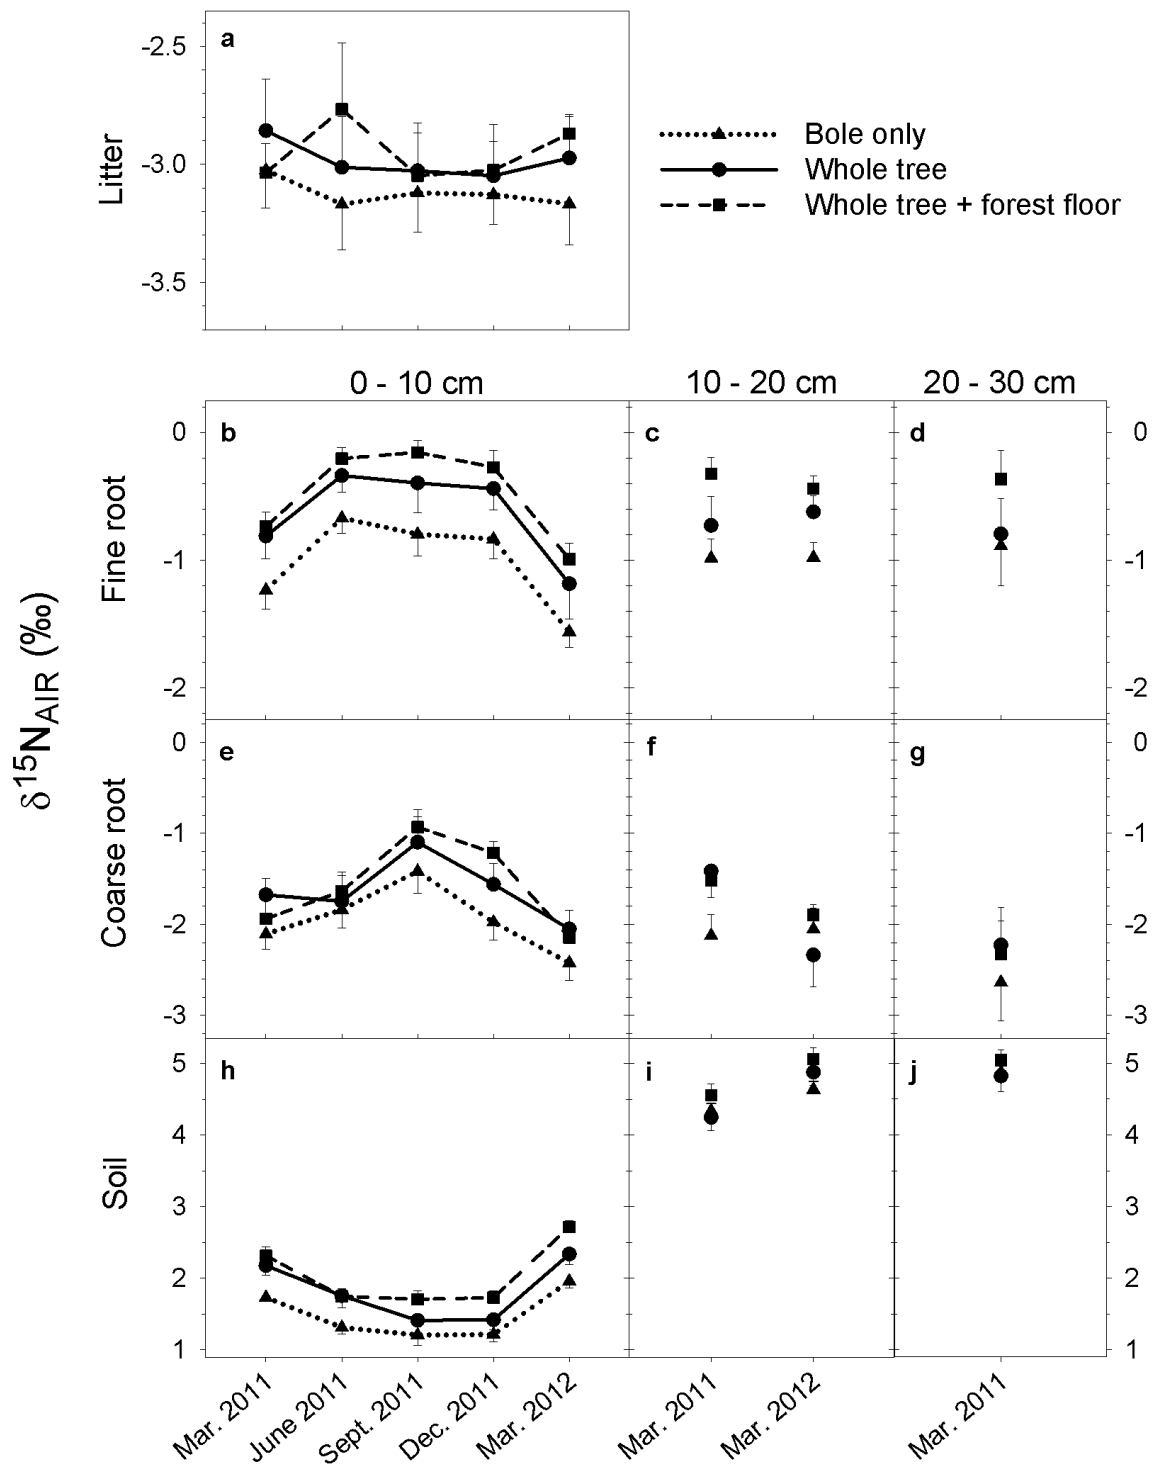 a
-2.5
-3.0
-3.5
Litter
Bole only
Whole tree
Whole tree + forest floor
0 - 10 cm
10 - 20 cm
20 - 30 cm
δ¹⁵N_AIR (‰)
Fine root
0
-1
-2
b
c
d
0
-1
-2
Coarse root
0
-1
-2
-3
e
f
g
0
-1
-2
-3
Soil
5
4
3
2
1
h
i
j
5
4
3
2
1
Mar. 2011
June 2011
Sept. 2011
Dec. 2011
Mar. 2012
Mar. 2011
Mar. 2012
Mar. 2011